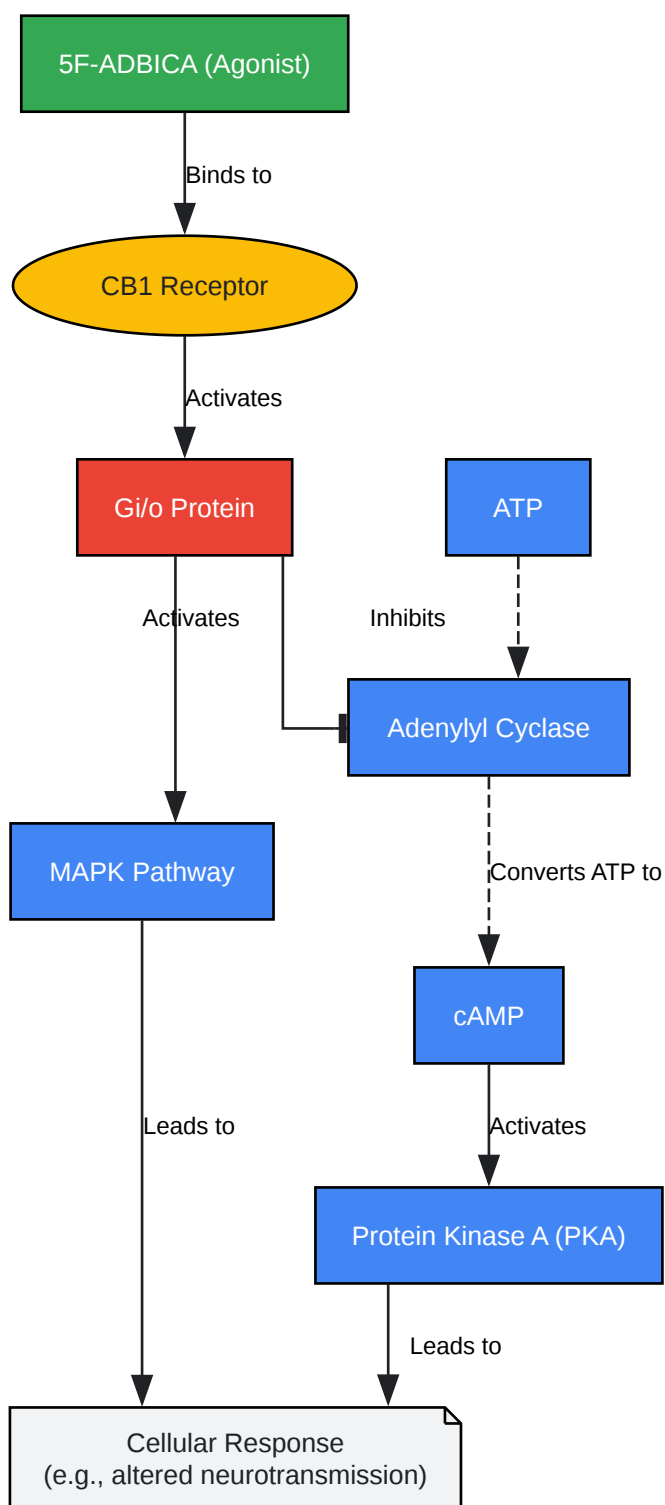 5F-ADBICA (Agonist)
Binds to
CB1 Receptor
Activates
Gi/o Protein
ATP
Activates
Inhibits
Adenylyl Cyclase
MAPK Pathway
Converts ATP to
cAMP
Leads to
Activates
Protein Kinase A (PKA)
Leads to
Cellular Response
(e.g., altered neurotransmission)